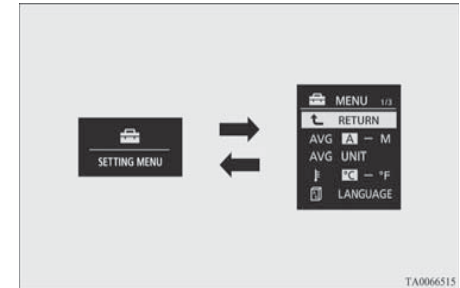 SETTING MENU
MENU 1/3
RETURN
AVG A – M
AVG UNIT
°C – °F
LANGUAGE
TA0066515